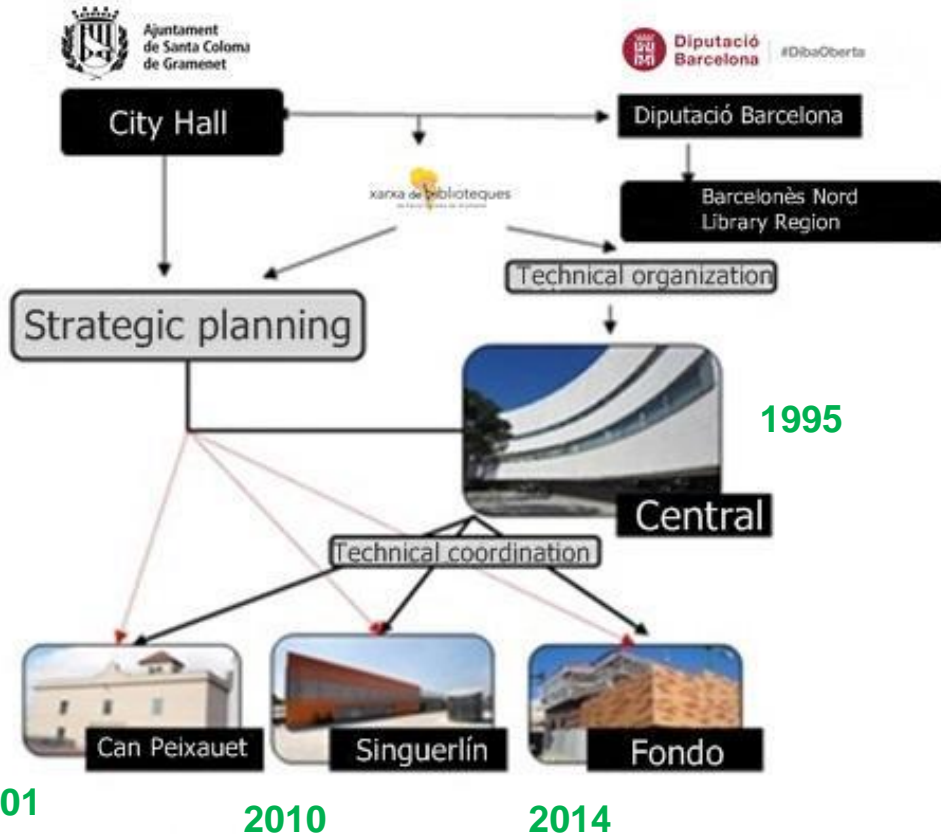 Ajuntament
de Santa Coloma
de Gramenet
Diputació
Barcelona
#DibaOberta
City Hall
Diputació Barcelona
xarxa de biblioteques
Barcelonès Nord
Library Region
Technical organization
Strategic planning
1995
Central
Technical coordination
Can Peixauet
Singuerlín
Fondo
01
2010
2014